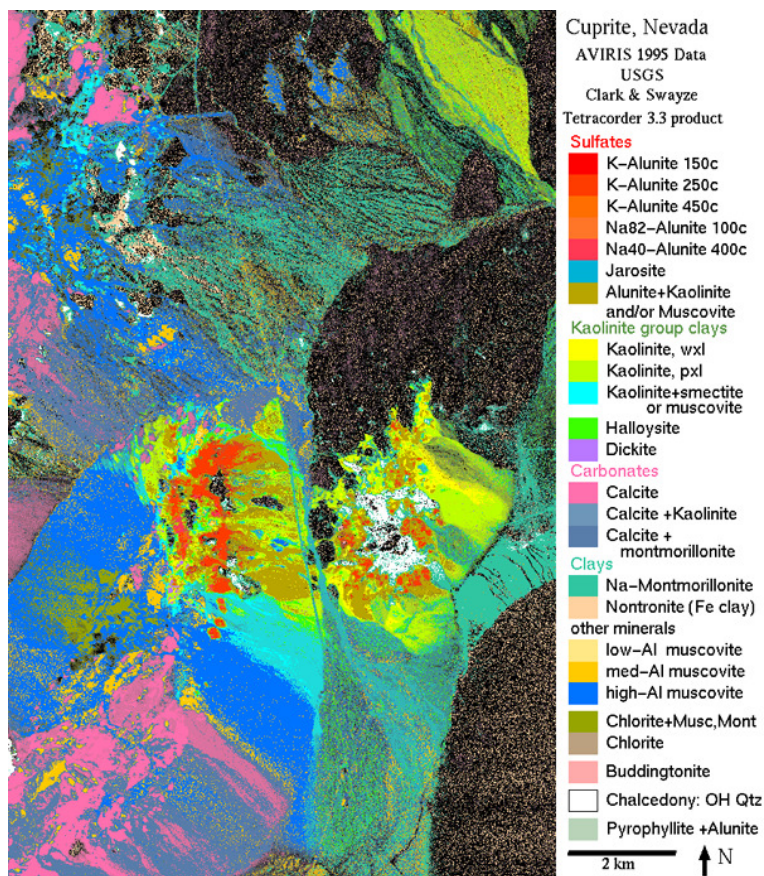 Cuprite, Nevada
AVIRIS 1995 Data
USGS
Clark & Swayze
Tetracorder 3.3 product
Sulfates
K-Alunite 150c
K-Alunite 250c
K-Alunite 450c
Na82-Alunite 100c
Na40-Alunite 400c
Jarosite
Alunite+Kaolinite
and/or Muscovite
Kaolinite group clays
Kaolinite, wxl
Kaolinite, pxl
Kaolinite+smectite
or muscovite
Halloysite
Dickite
Carbonates
Calcite
Calcite +Kaolinite
Calcite +
montmorillonite
Clays
Na-Montmorillonite
Nontronite (Fe clay)
other minerals
low-Al muscovite
med-Al muscovite
high-Al muscovite
Chlorite+Musc,Mont
Chlorite
Buddingtonite
Chalcedony: OH Qtz
Pyrophyllite +Alunite
2 km
N